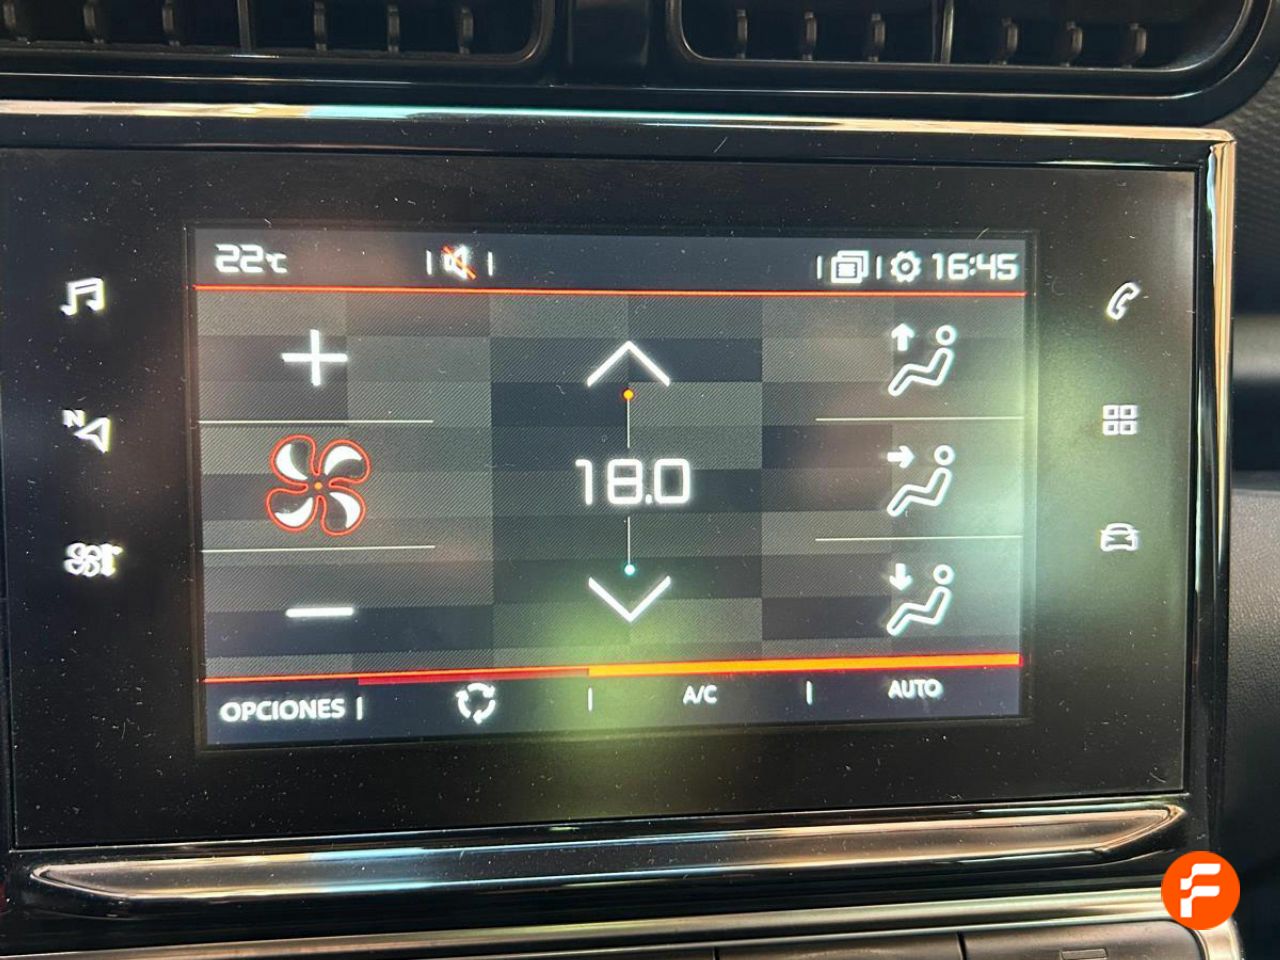 22°C
16:45
N
18.0
OPCIONES
A/C
AUTO
F